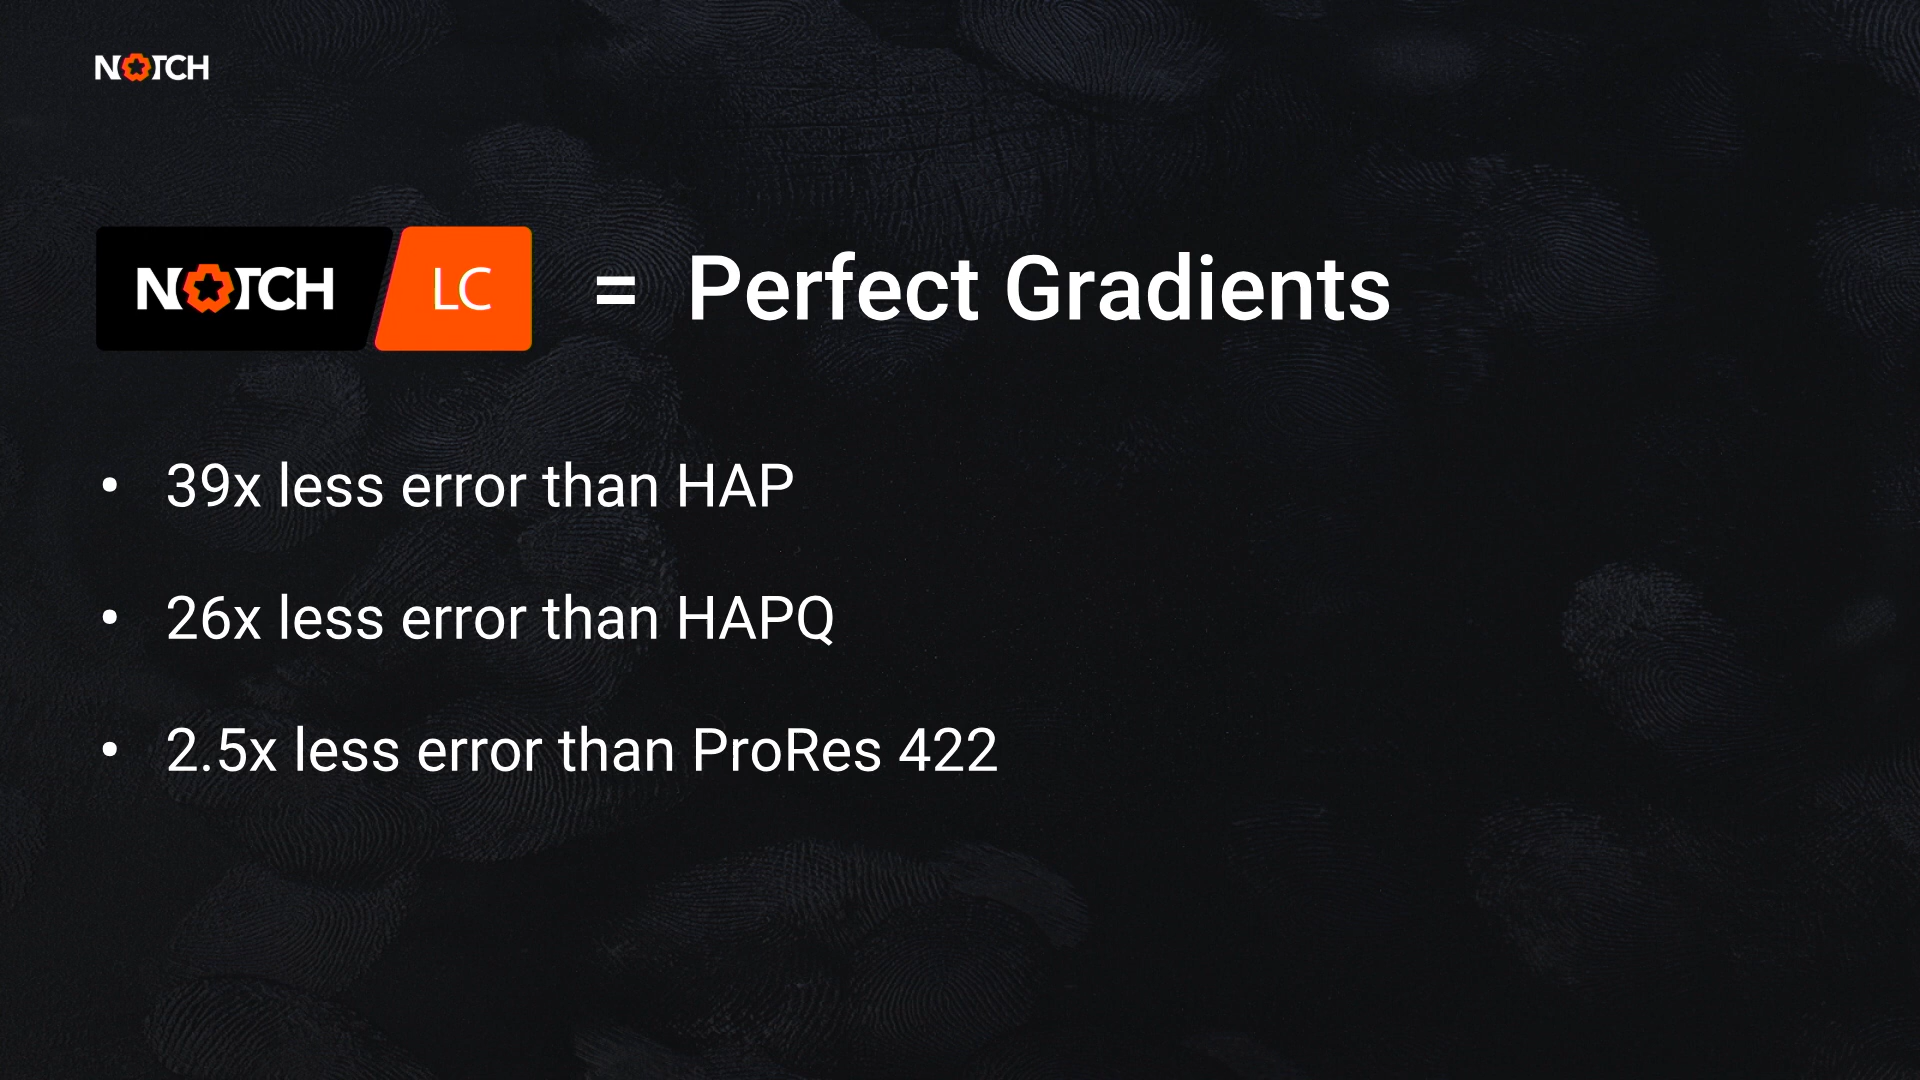 NOTCH
NOTCH LC = Perfect Gradients
• 39x less error than HAP
• 26x less error than HAPQ
• 2.5x less error than ProRes 422